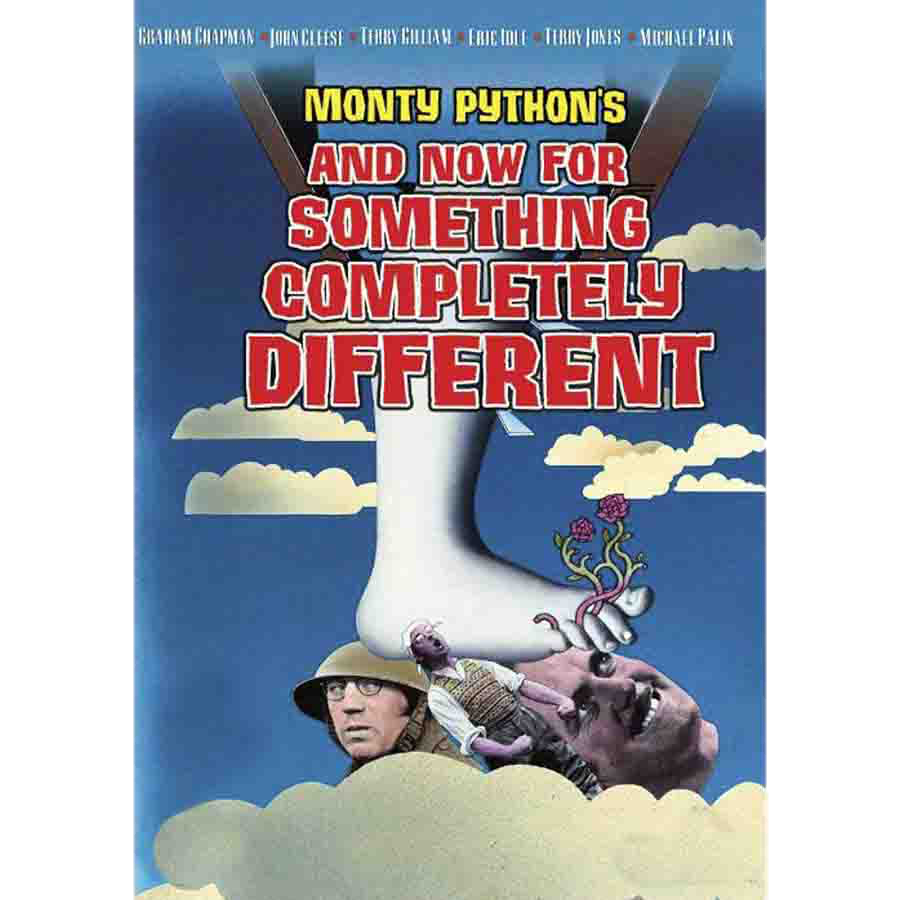 GRAHAM CHAPMAN • JOHN CLEESE • TERRY GILLIAM • ERIC IDLE • TERRY JONES • MICHAEL PALIN
MONTY PYTHON'S
AND NOW FOR
SOMETHING
COMPLETELY
DIFFERENT